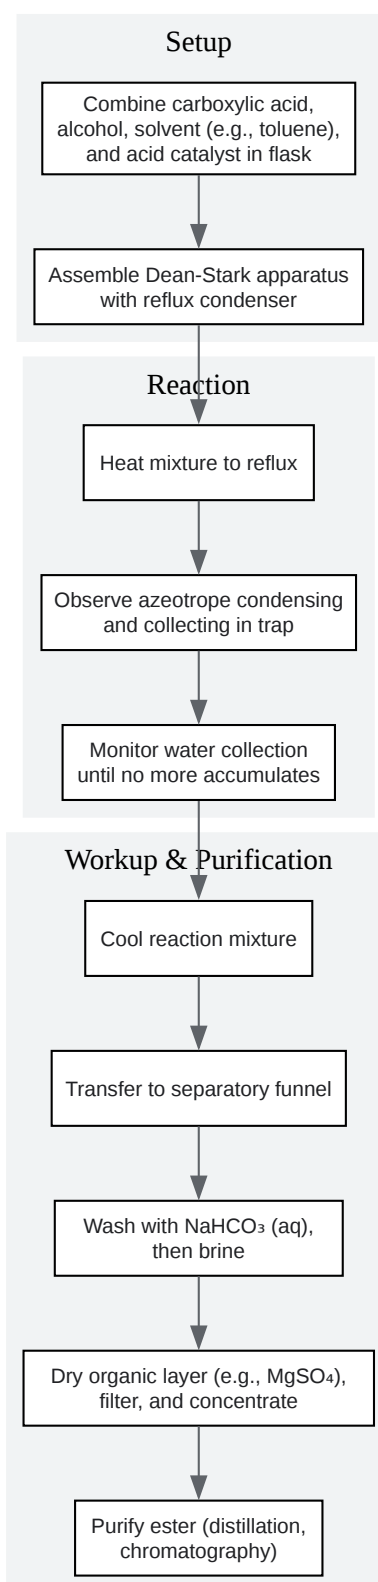 Setup
Combine carboxylic acid,
alcohol, solvent (e.g., toluene),
and acid catalyst in flask
Assemble Dean-Stark apparatus
with reflux condenser
Reaction
Heat mixture to reflux
Observe azeotrope condensing
and collecting in trap
Monitor water collection
until no more accumulates
Workup & Purification
Cool reaction mixture
Transfer to separatory funnel
Wash with NaHCO₃ (aq),
then brine
Dry organic layer (e.g., MgSO₄),
filter, and concentrate
Purify ester (distillation,
chromatography)